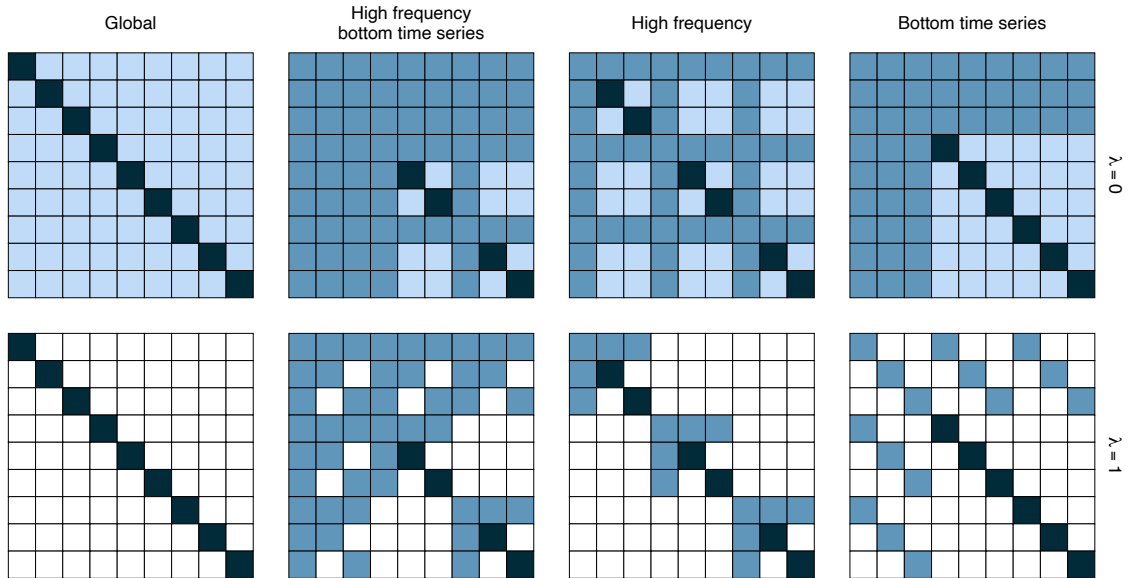 Global
High frequency
bottom time series
High frequency
Bottom time series
λ = 0
λ = 1